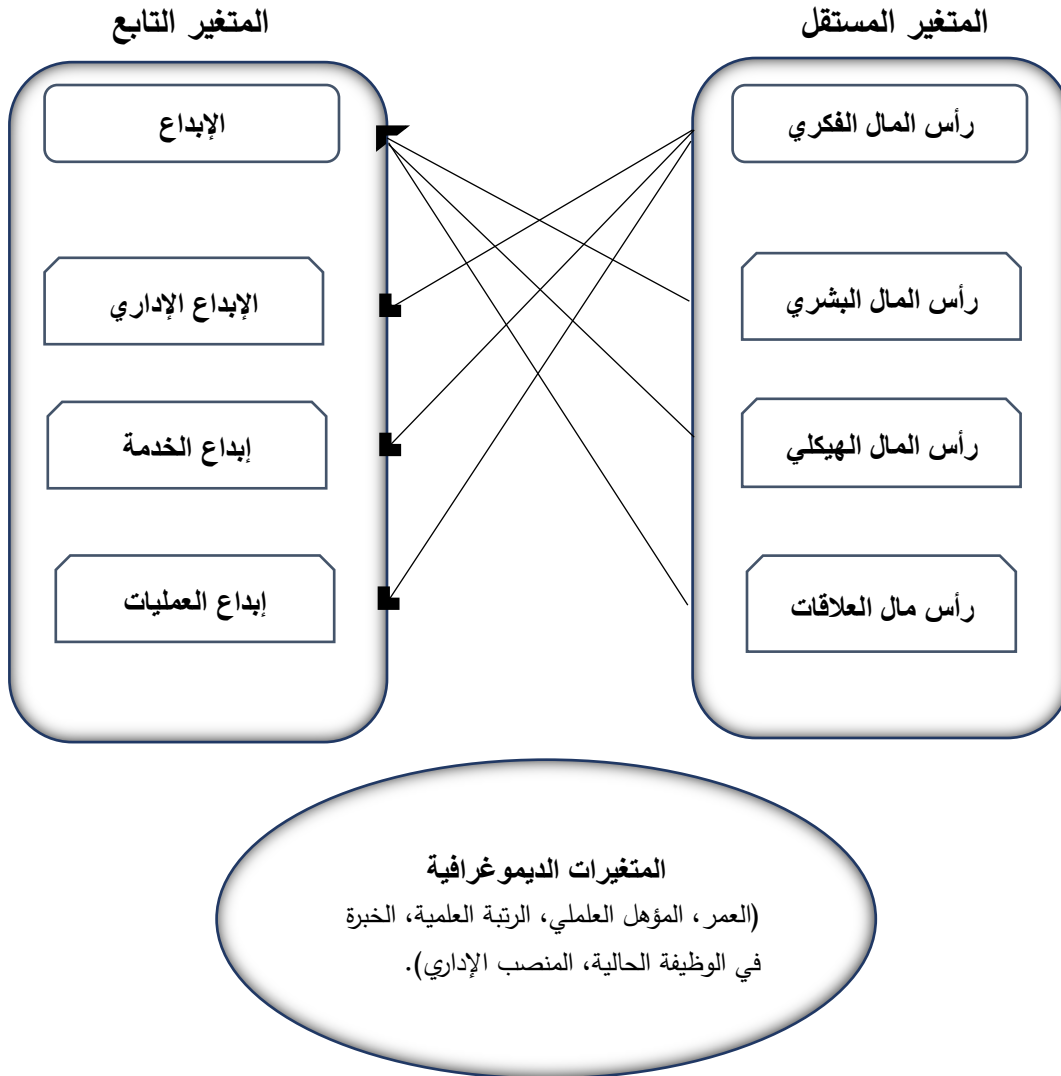 المتغير المستقل
المتغير التابع
رأس المال الفكري
الإبداع
رأس المال البشري
الإبداع الإداري
رأس المال الهيكلي
إبداع الخدمة
رأس مال العلاقات
إبداع العمليات
المتغيرات الديموغرافية
(العمر، المؤهل العلملي، الرتبة العلمية، الخبرة
في الوظيفة الحالية، المنصب الإداري).